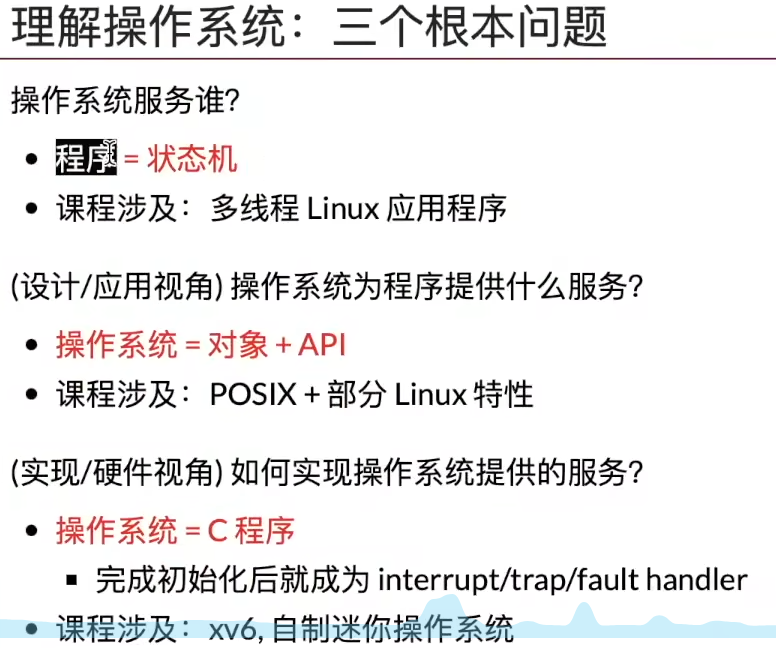 理解操作系统：三个根本问题
操作系统服务谁？
程序 = 状态机
课程涉及：多线程 Linux 应用程序
(设计/应用视角) 操作系统为程序提供什么服务？
操作系统 = 对象 + API
课程涉及：POSIX + 部分 Linux 特性
(实现/硬件视角) 如何实现操作系统提供的服务？
操作系统 = C 程序
完成初始化后就成为 interrupt/trap/fault handler
课程涉及：xv6, 自制迷你操作系统